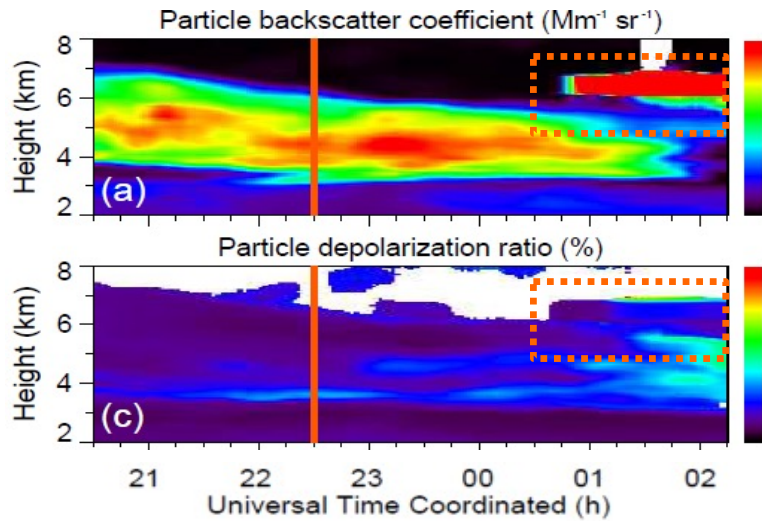 Particle backscatter coefficient (Mm⁻¹ sr⁻¹)
8
6
4
2
Height (km)
(a)
Particle depolarization ratio (%)
8
6
4
2
Height (km)
(c)
21 22 23 00 01 02
Universal Time Coordinated (h)